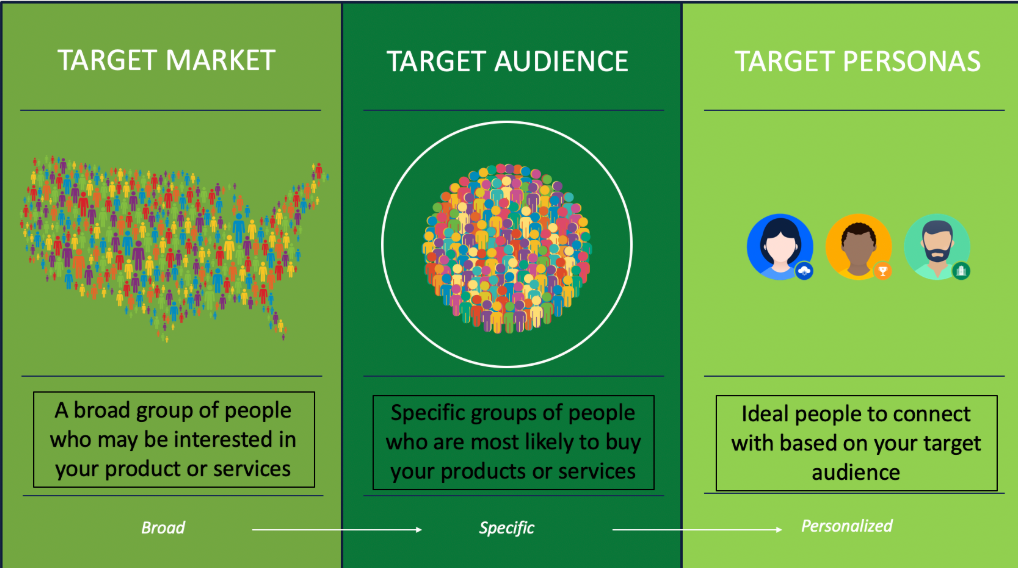 TARGET MARKET
A broad group of people
who may be interested in
your product or services
Broad
TARGET AUDIENCE
Specific groups of people
who are most likely to buy
your products or services
Specific
TARGET PERSONAS
Ideal people to connect
with based on your target
audience
Personalized